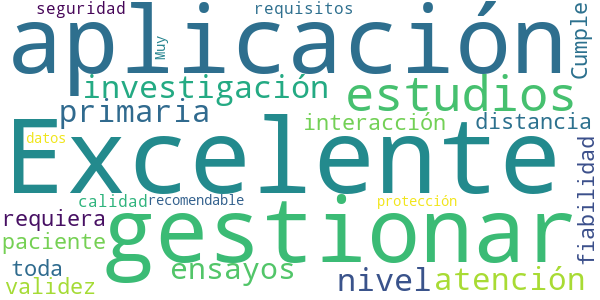 seguridad
requisitos
aplicación
Muy
Cumple
investigación
estudios
primaria
interacción
distancia
datos
Excelente
fiabilidad
calidad
recomendable
protección
requiera
gestionar
paciente
toda
ensayos
nivel
atención
validez